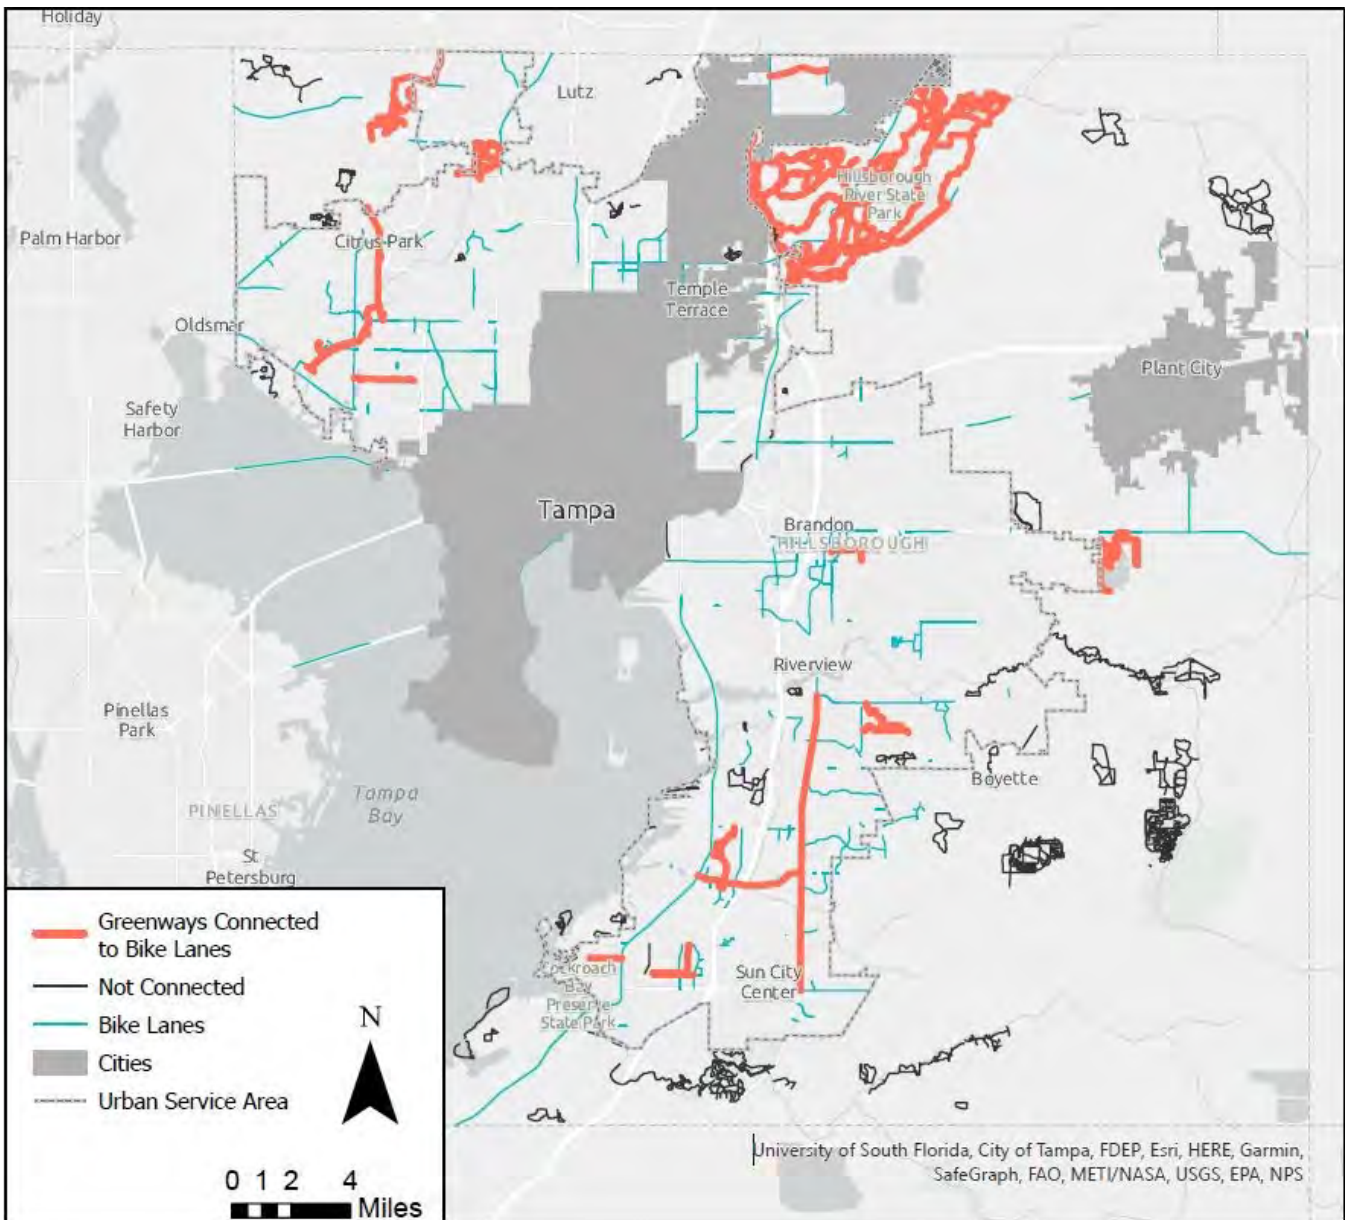 Holiday
Lutz
Hillsborough
River State
Park
Palm Harbor
Citrus Park
Temple
Terrace
Oldsmar
Plant City
Safety
Harbor
Tampa
Brandon
HILLSBOROUGH
Riverview
Pinellas
Park
Boyette
Tampa
Bay
PINELLAS
St
Petersburg
Cockroach
Bay
Preserve
State Park
Sun City
Center
Greenways Connected
to Bike Lanes
Not Connected
Bike Lanes
Cities
Urban Service Area
N
0 1 2 4
Miles
University of South Florida, City of Tampa, FDEP, Esri, HERE, Garmin,
SafeGraph, FAO, METI/NASA, USGS, EPA, NPS